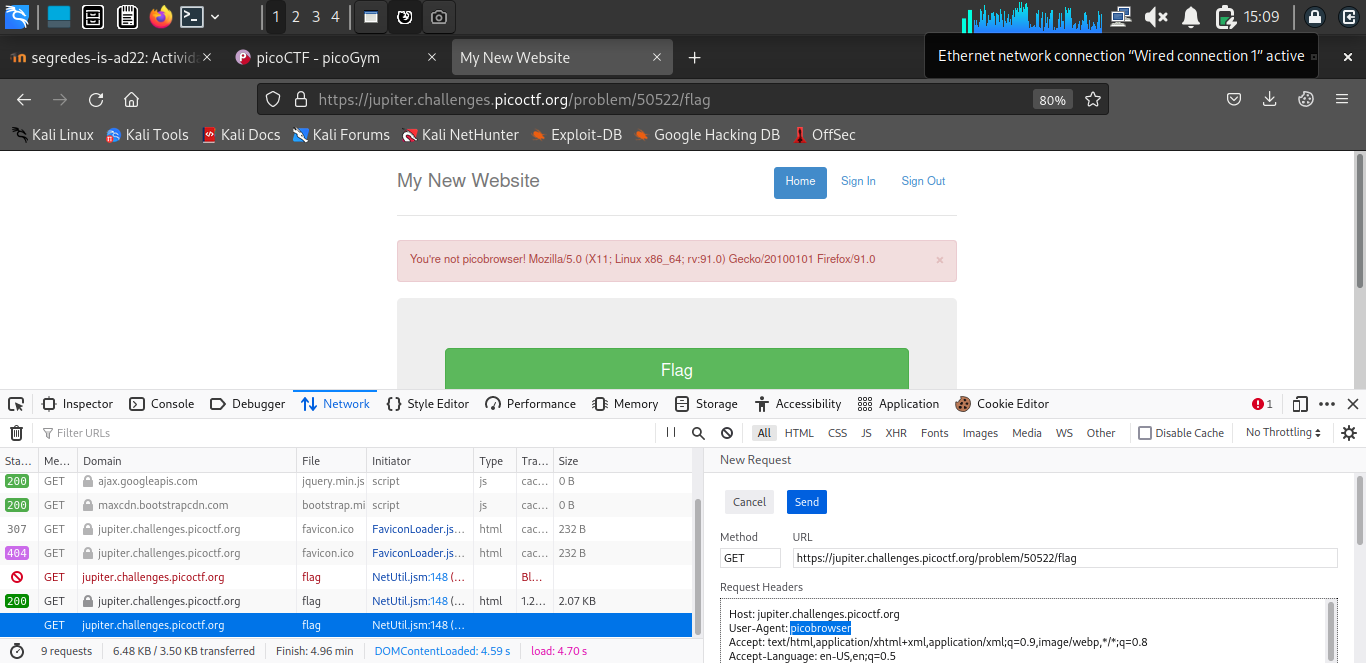 1 2 3 4 15:09
segredes-is-ad22: Activida
picoCTF - picoGym
My New Website
Ethernet network connection “Wired connection 1” active
https://jupiter.challenges.picoctf.org/problem/50522/flag 80%
Kali Linux Kali Tools Kali Docs Kali Forums Kali NetHunter Exploit-DB Google Hacking DB OffSec
My New Website Home Sign In Sign Out
You're not picobrowser! Mozilla/5.0 (X11; Linux x86_64; rv:91.0) Gecko/20100101 Firefox/91.0 ×
Flag
Inspector Console Debugger Network Style Editor Performance Memory Storage Accessibility Application Cookie Editor 1
Filter URLs All HTML CSS JS XHR Fonts Images Media WS Other Disable Cache No Throttling
Sta… Me… Domain File Initiator Type Tra… Size
200 GET ajax.googleapis.com jquery.min.js script js cac… 0 B
200 GET maxcdn.bootstrapcdn.com bootstrap.mi script js cac… 0 B
307 GET jupiter.challenges.picoctf.org favicon.ico FaviconLoader.js… html cac… 232 B
404 GET jupiter.challenges.picoctf.org favicon.ico FaviconLoader.js… html cac… 232 B
GET jupiter.challenges.picoctf.org flag NetUtil.jsm:148 (… Bl…
200 GET jupiter.challenges.picoctf.org flag NetUtil.jsm:148 (… html 1.2… 2.07 KB
GET jupiter.challenges.picoctf.org flag NetUtil.jsm:148 (…
9 requests 6.48 KB / 3.50 KB transferred Finish: 4.96 min DOMContentLoaded: 4.59 s load: 4.70 s
New Request
Cancel Send
Method URL
GET https://jupiter.challenges.picoctf.org/problem/50522/flag
Request Headers
Host: jupiter.challenges.picoctf.org
User-Agent: picobrowser
Accept: text/html,application/xhtml+xml,application/xml;q=0.9,image/webp,*/*;q=0.8
Accept-Language: en-US,en;q=0.5